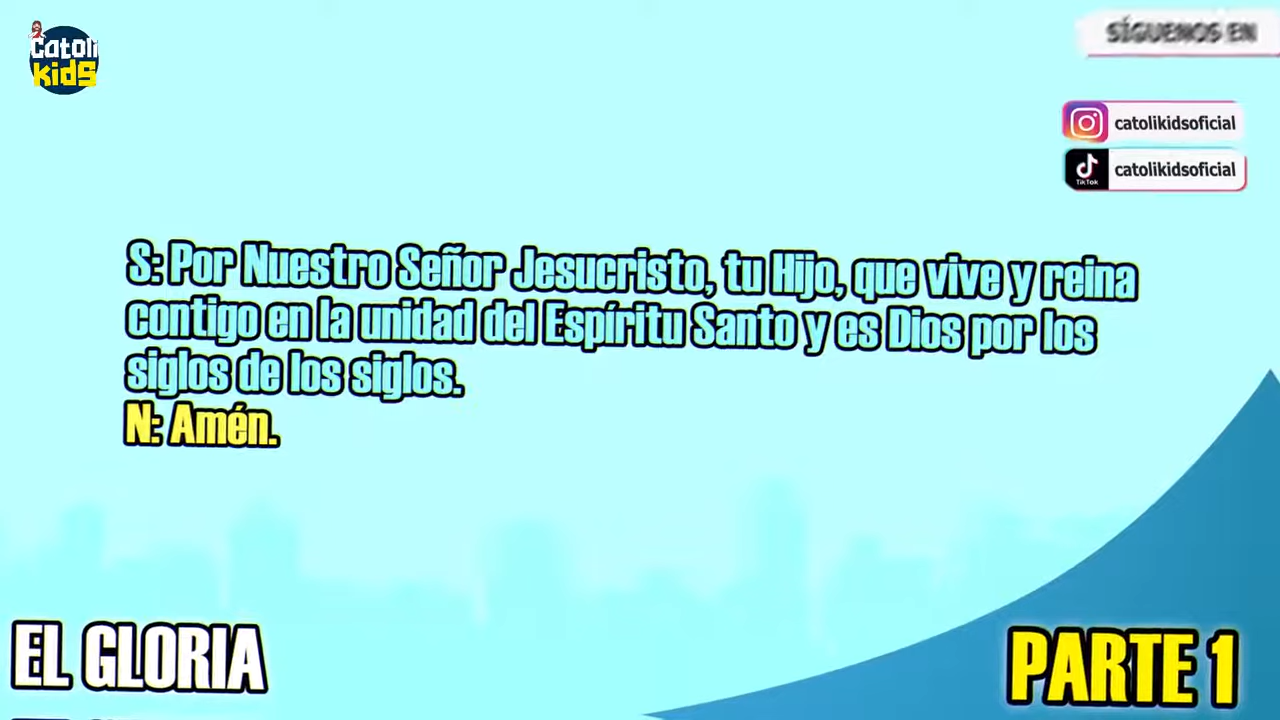 Catoli
Kids
SÍGUENOS EN
catolikidsoficial
TikTok
catolikidsoficial
S: Por Nuestro Señor Jesucristo, tu Hijo, que vive y reina
contigo en la unidad del Espíritu Santo y es Dios por los
siglos de los siglos.
N: Amén.
EL GLORIA
PARTE 1